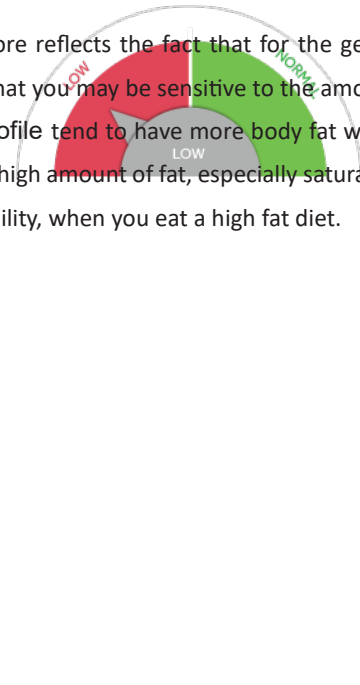 ore reflects the fact that for the ge
LOW
NORMAL
hat you may be sensitive to the amo
ofile tend to have more body fat w
LOW
high amount of fat, especially satura
ility, when you eat a high fat diet.